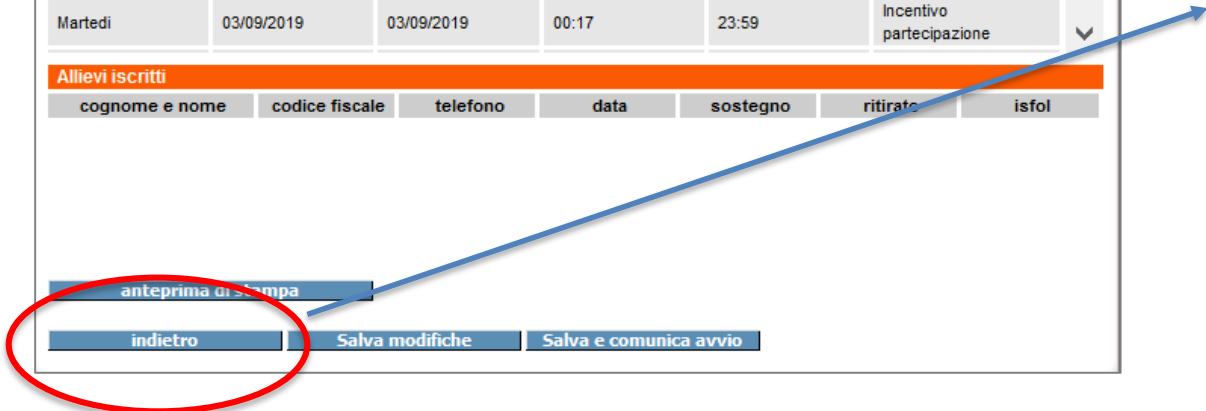 Martedi 03/09/2019 03/09/2019 00:17 23:59 Incentivo
partecipazione
Allievi iscritti
cognome e nome codice fiscale telefono data sostegno ritirato isfol
anteprima di stampa
indietro Salva modifiche Salva e comunica avvio